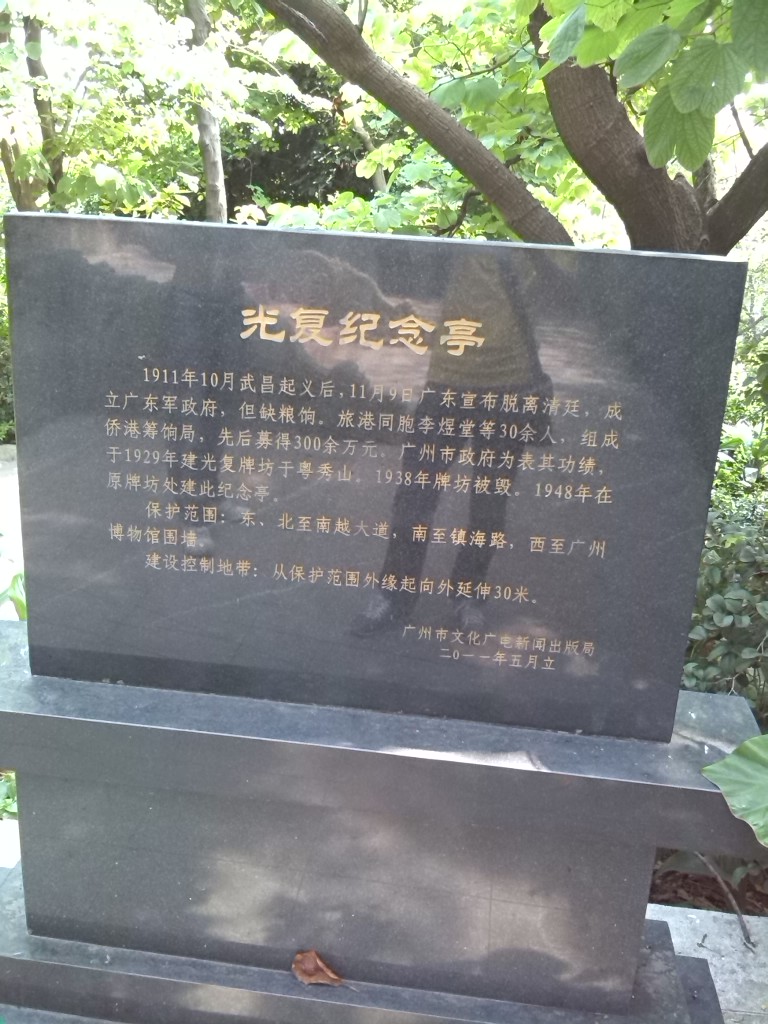 光复纪念亭
1911年10月武昌起义后，11月9日广东宣布脱离清廷，成
立广东军政府，但缺粮饷。旅港同胞李煜堂等30余人，组成
侨港筹饷局，先后募得300余万元。广州市政府为表其功绩，
于1929年建光复牌坊于粤秀山。1938年牌坊被毁。1948年在
原牌坊处建此纪念亭。
保护范围：东、北至南越大道，南至镇海路，西至广州
博物馆围墙。
建设控制地带：从保护范围外缘起向外延伸30米。
广州市文化广电新闻出版局
二0一一年五月立